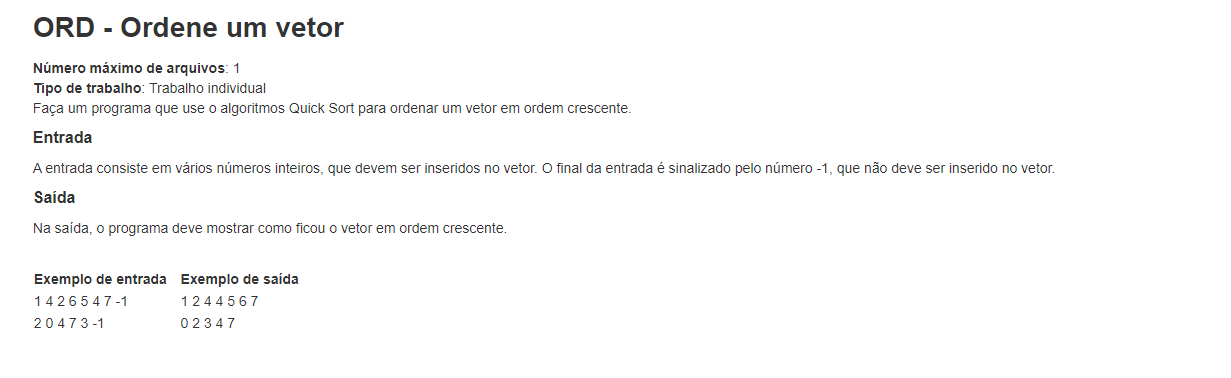 ORD - Ordene um vetor
Número máximo de arquivos: 1
Tipo de trabalho: Trabalho individual
Faça um programa que use o algoritmos Quick Sort para ordenar um vetor em ordem crescente.
Entrada
A entrada consiste em vários números inteiros, que devem ser inseridos no vetor. O final da entrada é sinalizado pelo número -1, que não deve ser inserido no vetor.
Saída
Na saída, o programa deve mostrar como ficou o vetor em ordem crescente.
Exemplo de entrada Exemplo de saída
1 4 2 6 5 4 7 -1 1 2 4 4 5 6 7
2 0 4 7 3 -1 0 2 3 4 7